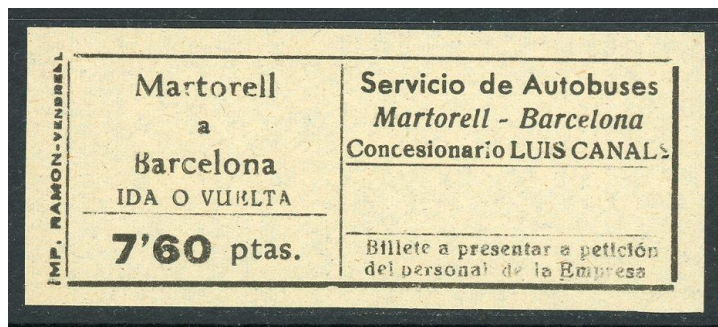 IMP. RAMON-VENDRELL
Martorell
a
Barcelona
IDA O VUELTA
7'60 ptas.
Servicio de Autobuses
Martorell - Barcelona
Concesionario LUIS CANALS
Billete a presentar a petición
del personal de la Empresa